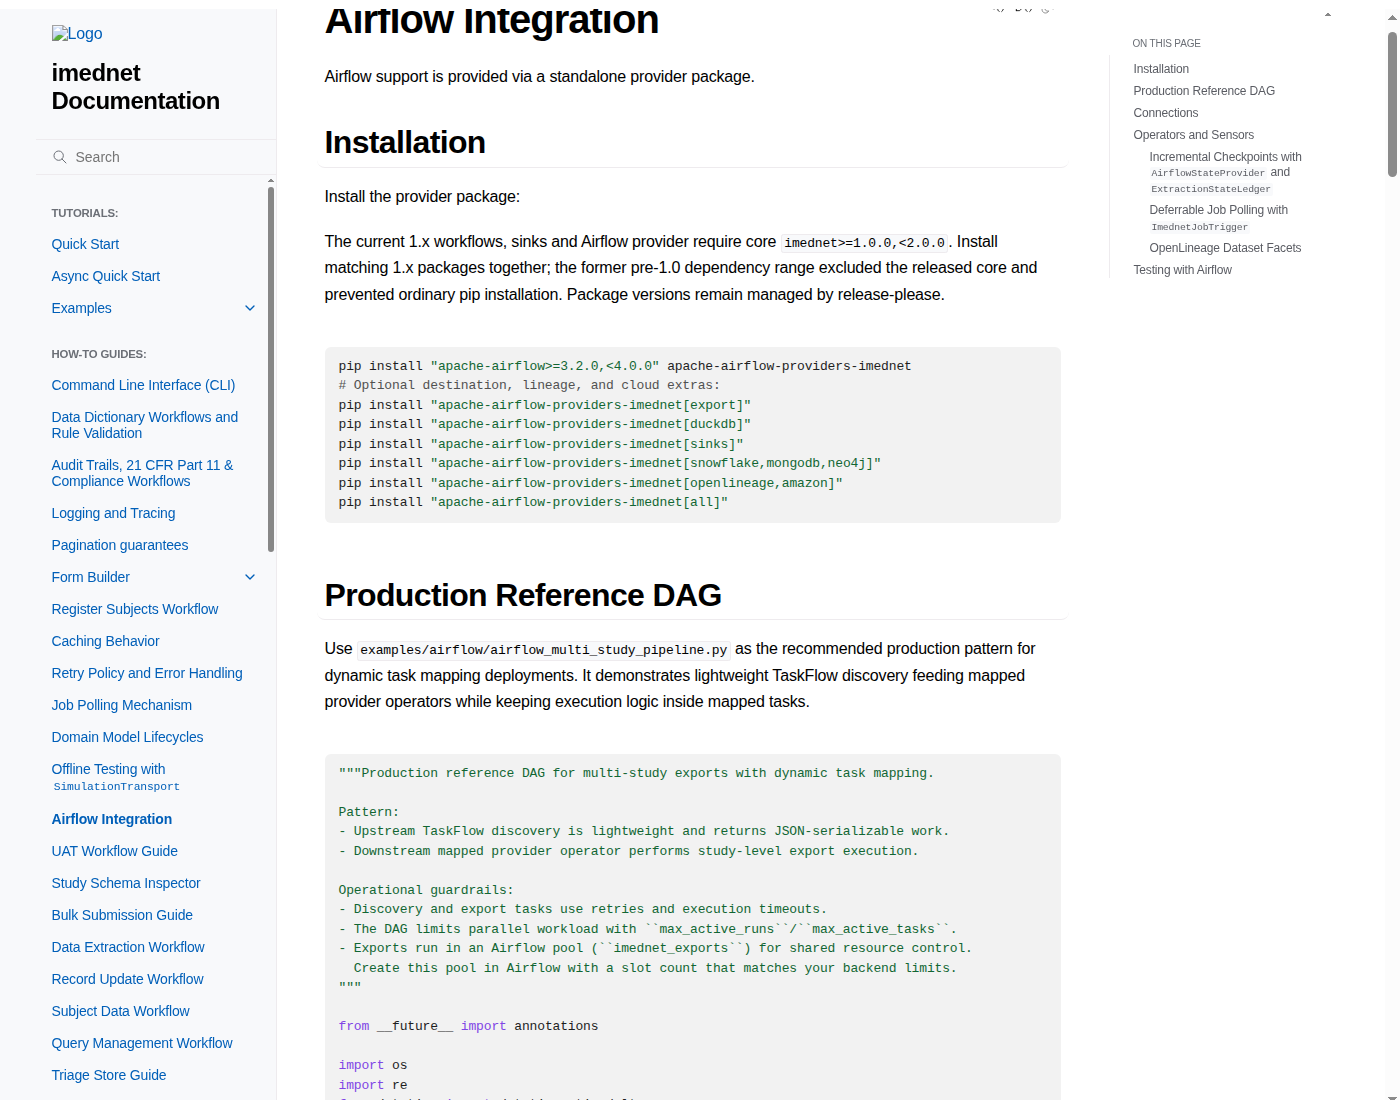 Logo
imednet
Documentation
Search
TUTORIALS:
Quick Start
Async Quick Start
Examples
HOW-TO GUIDES:
Command Line Interface (CLI)
Data Dictionary Workflows and
Rule Validation
Audit Trails, 21 CFR Part 11 &
Compliance Workflows
Logging and Tracing
Pagination guarantees
Form Builder
Register Subjects Workflow
Caching Behavior
Retry Policy and Error Handling
Job Polling Mechanism
Domain Model Lifecycles
Offline Testing with
SimulationTransport
Airflow Integration
UAT Workflow Guide
Study Schema Inspector
Bulk Submission Guide
Data Extraction Workflow
Record Update Workflow
Subject Data Workflow
Query Management Workflow
Triage Store Guide
Airflow Integration
Airflow support is provided via a standalone provider package.
Installation
Install the provider package:
The current 1.x workflows, sinks and Airflow provider require core imednet>=1.0.0,<2.0.0. Install
matching 1.x packages together; the former pre-1.0 dependency range excluded the released core and
prevented ordinary pip installation. Package versions remain managed by release-please.
pip install "apache-airflow>=3.2.0,<4.0.0" apache-airflow-providers-imednet
# Optional destination, lineage, and cloud extras:
pip install "apache-airflow-providers-imednet[export]"
pip install "apache-airflow-providers-imednet[duckdb]"
pip install "apache-airflow-providers-imednet[sinks]"
pip install "apache-airflow-providers-imednet[snowflake,mongodb,neo4j]"
pip install "apache-airflow-providers-imednet[openlineage,amazon]"
pip install "apache-airflow-providers-imednet[all]"
Production Reference DAG
Use examples/airflow/airflow_multi_study_pipeline.py as the recommended production pattern for
dynamic task mapping deployments. It demonstrates lightweight TaskFlow discovery feeding mapped
provider operators while keeping execution logic inside mapped tasks.
"""Production reference DAG for multi-study exports with dynamic task mapping.
Pattern:
- Upstream TaskFlow discovery is lightweight and returns JSON-serializable work.
- Downstream mapped provider operator performs study-level export execution.
Operational guardrails:
- Discovery and export tasks use retries and execution timeouts.
- The DAG limits parallel workload with ``max_active_runs``/``max_active_tasks``.
- Exports run in an Airflow pool (``imednet_exports``) for shared resource control.
Create this pool in Airflow with a slot count that matches your backend limits.
"""
from __future__ import annotations
import os
import re
ON THIS PAGE
Installation
Production Reference DAG
Connections
Operators and Sensors
Incremental Checkpoints with
AirflowStateProvider and
ExtractionStateLedger
Deferrable Job Polling with
ImednetJobTrigger
OpenLineage Dataset Facets
Testing with Airflow